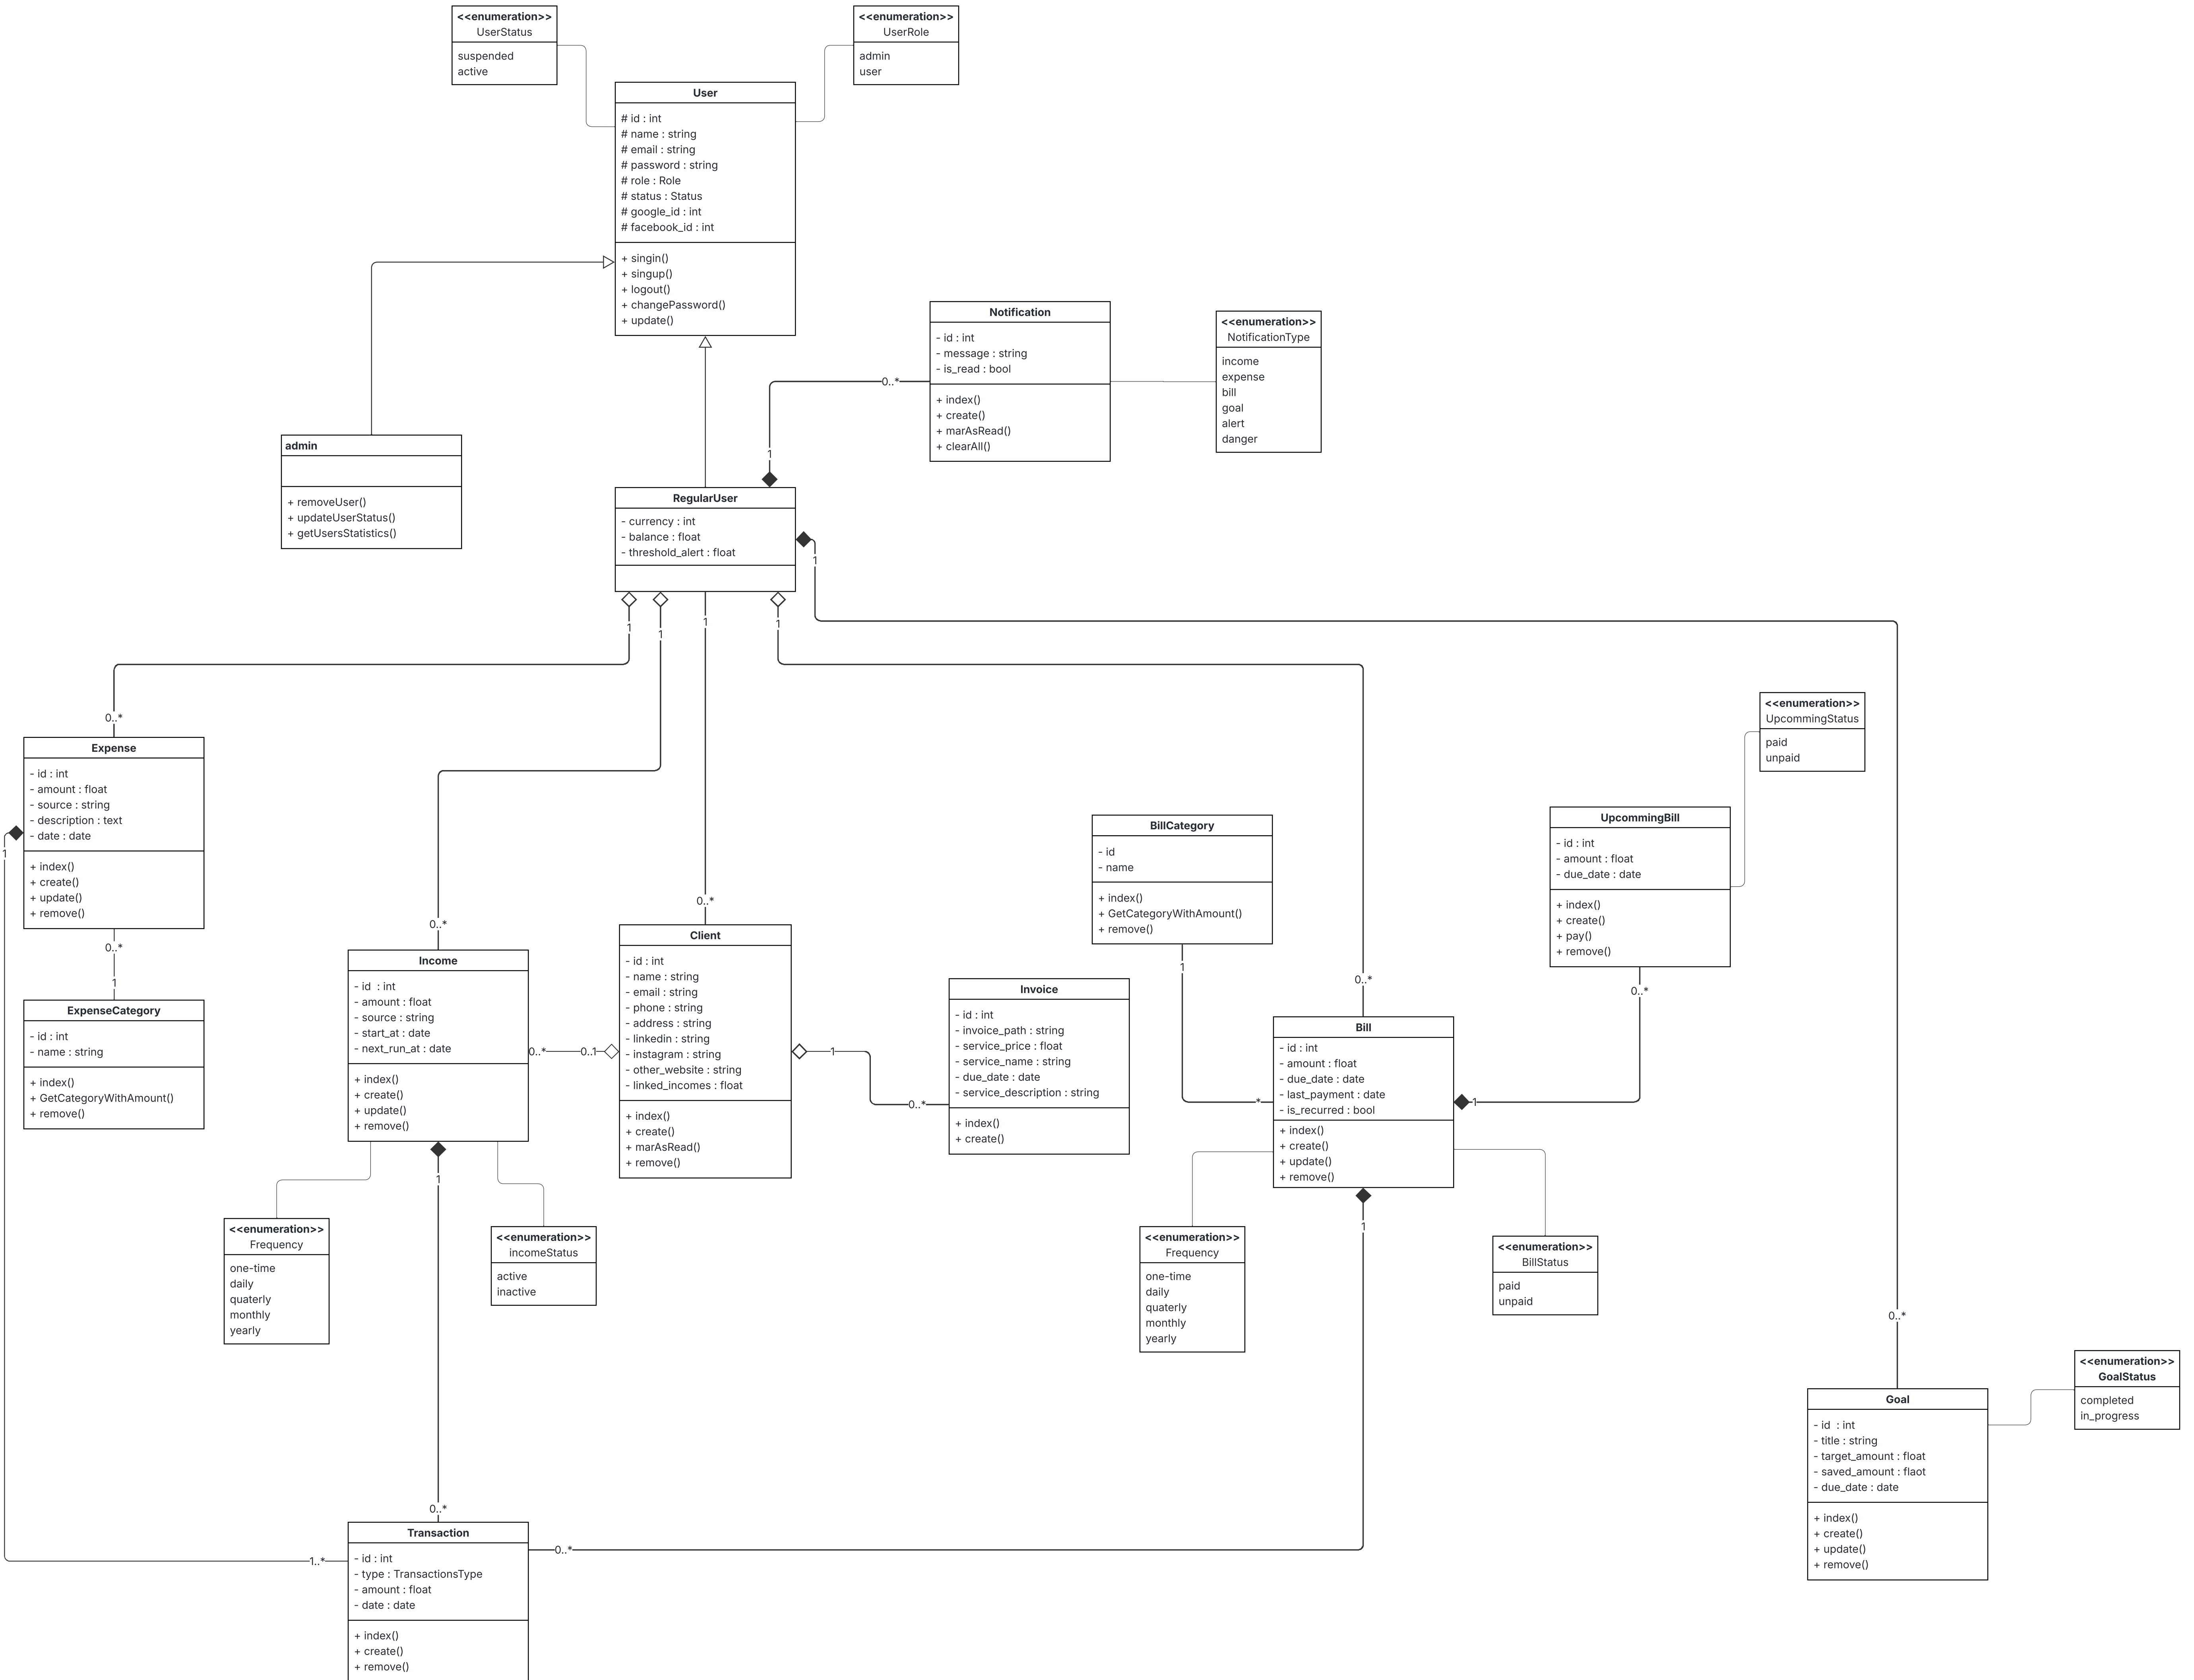 <<enumeration>>
UserStatus
suspended
active
<<enumeration>>
UserRole
admin
user
User
# id : int
# name : string
# email : string
# password : string
# role : Role
# status : Status
# google_id : int
# facebook_id : int
+ singin()
+ singup()
+ logout()
+ changePassword()
+ update()
Notification
- id : int
- message : string
- is_read : bool
+ index()
+ create()
+ marAsRead()
+ clearAll()
<<enumeration>>
NotificationType
income
expense
bill
goal
alert
danger
0..*
1
admin
+ removeUser()
+ updateUserStatus()
+ getUsersStatistics()
RegularUser
- currency : int
- balance : float
- threshold_alert : float
1
1
1
1
1
0..*
Expense
- id : int
- amount : float
- source : string
- description : text
- date : date
+ index()
+ create()
+ update()
+ remove()
1
0..*
1
ExpenseCategory
- id : int
- name : string
+ index()
+ GetCategoryWithAmount()
+ remove()
0..*
Income
- id  : int
- amount : float
- source : string
- start_at : date
- next_run_at : date
+ index()
+ create()
+ update()
+ remove()
0..*
0..1
0..*
Client
- id : int
- name : string
- email : string
- phone : string
- address : string
- linkedin : string
- instagram : string
- other_website : string
- linked_incomes : float
+ index()
+ create()
+ marAsRead()
+ remove()
1
0..*
Invoice
- id : int
- invoice_path : string
- service_price : float
- service_name : string
- due_date : date
- service_description : string
+ index()
+ create()
BillCategory
- id
- name
+ index()
+ GetCategoryWithAmount()
+ remove()
1
*
0..*
Bill
- id : int
- amount : float
- due_date : date
- last_payment : date
- is_recurred : bool
+ index()
+ create()
+ update()
+ remove()
1
0..*
<<enumeration>>
UpcommingStatus
paid
unpaid
UpcommingBill
- id : int
- amount : float
- due_date : date
+ index()
+ create()
+ pay()
+ remove()
<<enumeration>>
Frequency
one-time
daily
quaterly
monthly
yearly
1
<<enumeration>>
incomeStatus
active
inactive
<<enumeration>>
Frequency
one-time
daily
quaterly
monthly
yearly
1
<<enumeration>>
BillStatus
paid
unpaid
0..*
Goal
- id  : int
- title : string
- target_amount : float
- saved_amount : flaot
- due_date : date
+ index()
+ create()
+ update()
+ remove()
<<enumeration>>
GoalStatus
completed
in_progress
0..*
1..*
0..*
Transaction
- id : int
- type : TransactionsType
- amount : float
- date : date
+ index()
+ create()
+ remove()